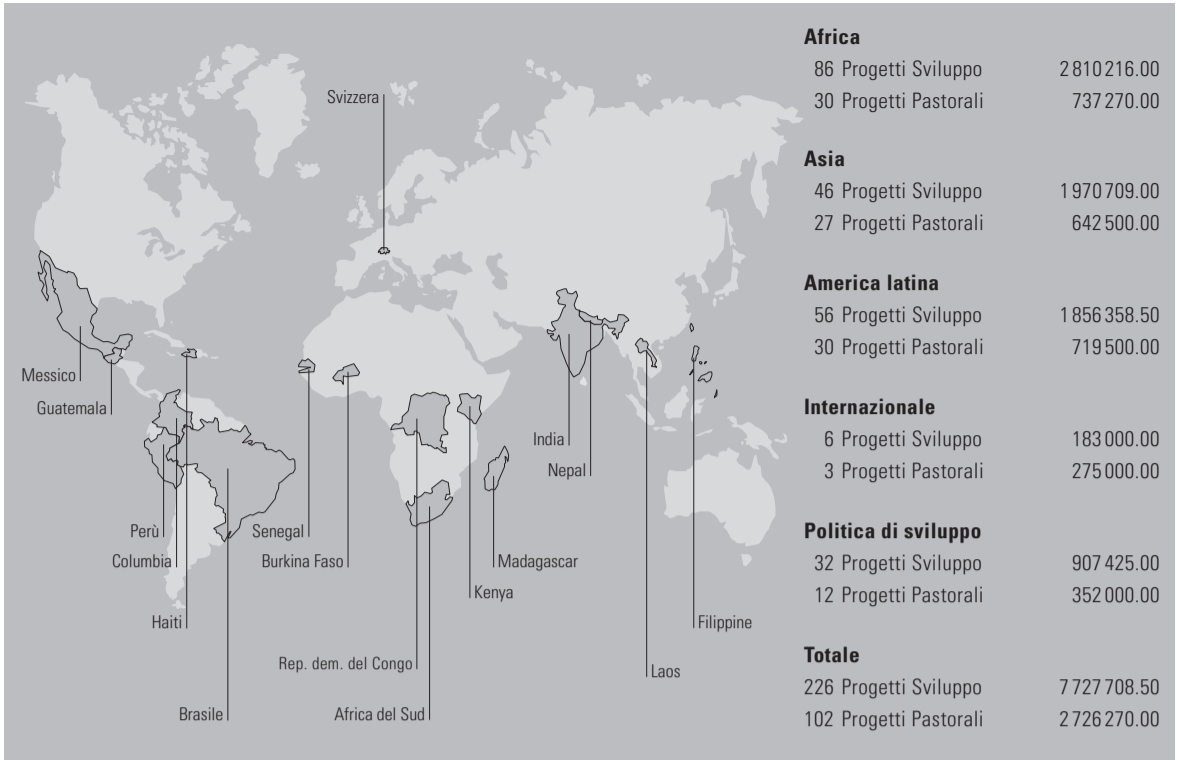 Svizzera
Messico
Guatemala
Perù
Columbia
Haiti
Brasile
Senegal
Burkina Faso
Rep. dem. del Congo
Africa del Sud
Kenya
Madagascar
India
Nepal
Laos
Filippine
Africa
86 Progetti Sviluppo 2 810 216.00
30 Progetti Pastorali 737 270.00
Asia
46 Progetti Sviluppo 1 970 709.00
27 Progetti Pastorali 642 500.00
America latina
56 Progetti Sviluppo 1 856 358.50
30 Progetti Pastorali 719 500.00
Internazionale
6 Progetti Sviluppo 183 000.00
3 Progetti Pastorali 275 000.00
Politica di sviluppo
32 Progetti Sviluppo 907 425.00
12 Progetti Pastorali 352 000.00
Totale
226 Progetti Sviluppo 7 727 708.50
102 Progetti Pastorali 2 726 270.00